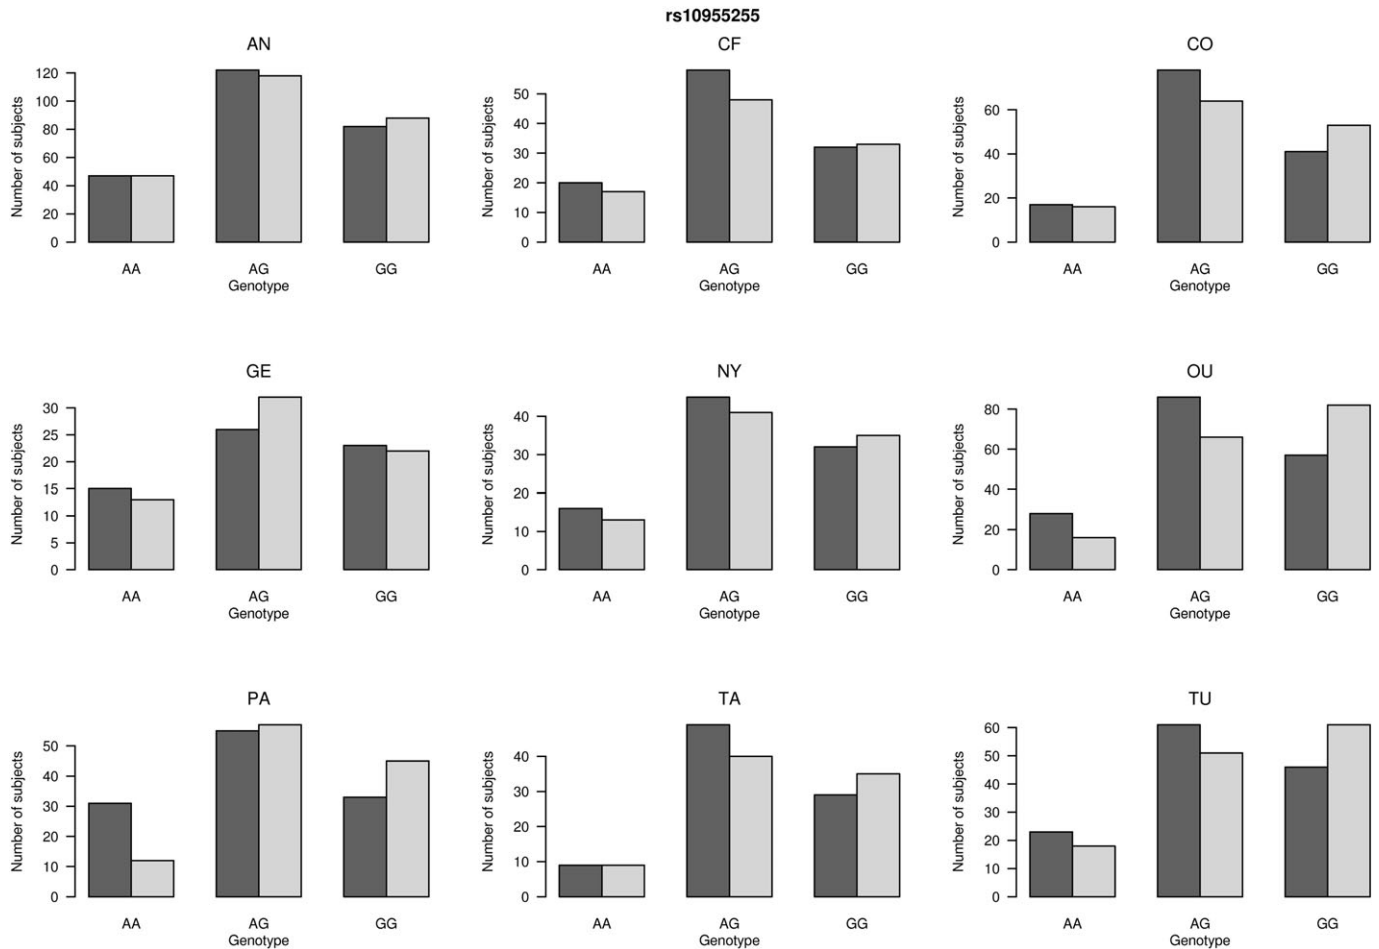 rs10955255
AN
Number of subjects
120
100
80
60
40
20
0
AA
AG
GG
Genotype
CF
Number of subjects
50
40
30
20
10
0
AA
AG
GG
Genotype
CO
Number of subjects
60
40
20
0
AA
AG
GG
Genotype
GE
Number of subjects
30
25
20
15
10
5
0
AA
AG
GG
Genotype
NY
Number of subjects
40
30
20
10
0
AA
AG
GG
Genotype
OU
Number of subjects
80
60
40
20
0
AA
AG
GG
Genotype
PA
Number of subjects
50
40
30
20
10
0
AA
AG
GG
Genotype
TA
Number of subjects
40
30
20
10
0
AA
AG
GG
Genotype
TU
Number of subjects
60
50
40
30
20
10
0
AA
AG
GG
Genotype